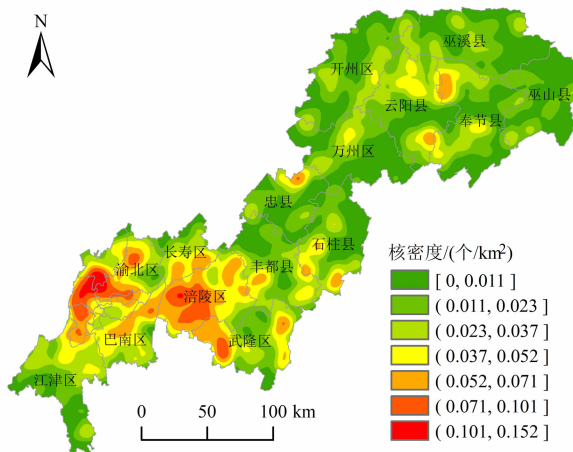 N
巫溪县
开州区
巫山县
云阳县
奉节县
万州区
忠县
石柱县
长寿区
渝北区
丰都县
涪陵区
巴南区
武隆区
江津区
核密度/(个/km²)
[ 0, 0.011 ]
( 0.011, 0.023 ]
( 0.023, 0.037 ]
( 0.037, 0.052 ]
( 0.052, 0.071 ]
( 0.071, 0.101 ]
( 0.101, 0.152 ]
0 50 100 km